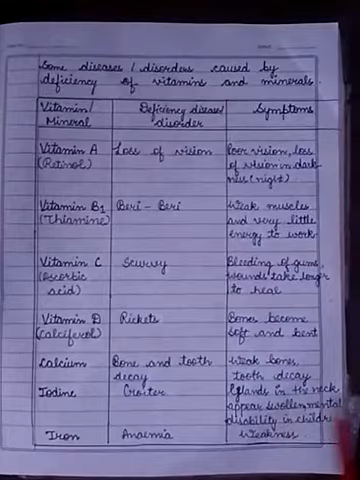 Some diseases / disorders caused by
deficiency of vitamins and minerals.
Vitamin/ Mineral
Deficiency diseases/ disorder
Symptoms
Vitamin A (Retinol)
Loss of vision
Poor vision, loss
of vision in dark-
ness (night)
Vitamin B1 (Thiamine)
Beri - Beri
Weak muscles
and very little
energy to work.
Vitamin C (Ascorbic acid)
Scurvy
Bleeding of gums,
wounds take longer
to heal
Vitamin D (Calciferol)
Rickets
Bones become
soft and bent
Calcium
Bone and tooth decay
Weak bones,
tooth decay
Iodine
Goiter
Glands in the neck
appear swollen, mental
disability in children
Iron
Anaemia
Weakness